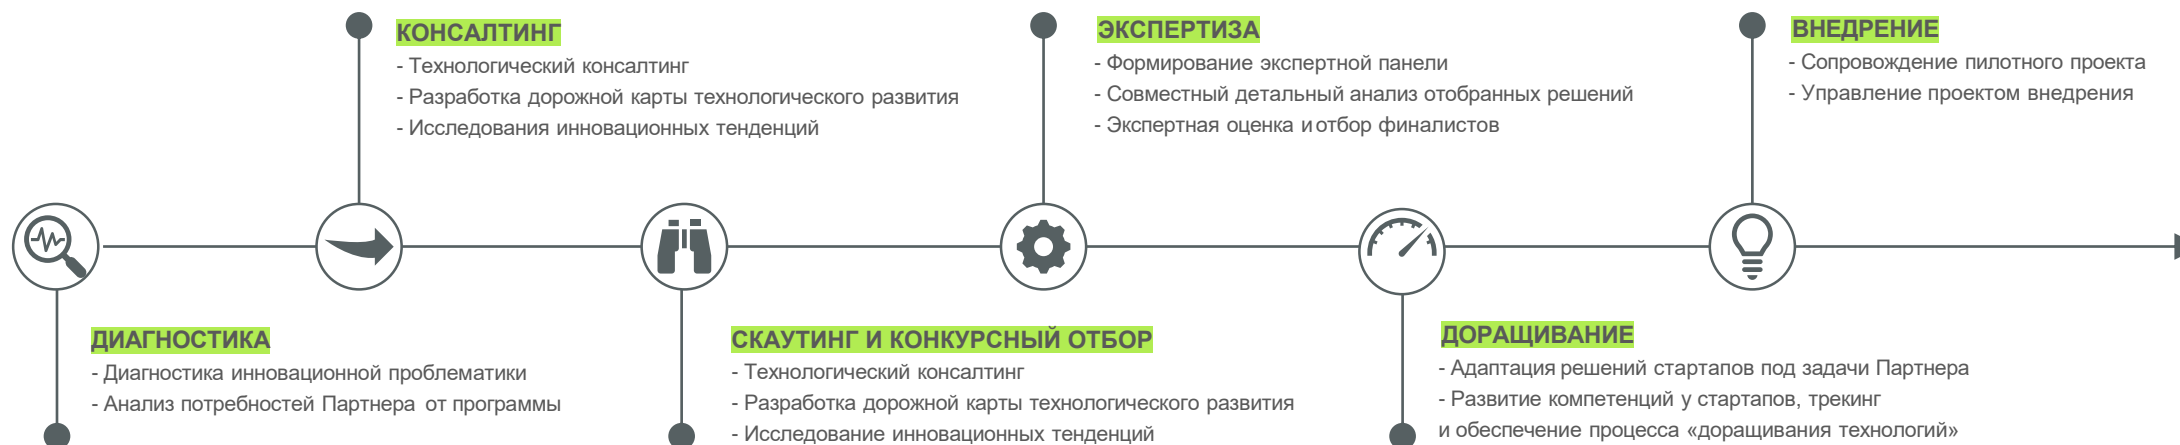 КОНСАЛТИНГ
- Технологический консалтинг
- Разработка дорожной карты технологического развития
- Исследования инновационных тенденций
ЭКСПЕРТИЗА
- Формирование экспертной панели
- Совместный детальный анализ отобранных решений
- Экспертная оценка и отбор финалистов
ВНЕДРЕНИЕ
- Сопровождение пилотного проекта
- Управление проектом внедрения
ДИАГНОСТИКА
- Диагностика инновационной проблематики
- Анализ потребностей Партнера от программы
СКАУТИНГ И КОНКУРСНЫЙ ОТБОР
- Технологический консалтинг
- Разработка дорожной карты технологического развития
- Исследование инновационных тенденций
ДОРАЩИВАНИЕ
- Адаптация решений стартапов под задачи Партнера
- Развитие компетенций у стартапов, трекинг
и обеспечение процесса «доращивания технологий»